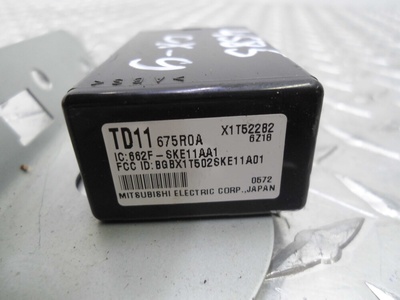 CX-9
TD11 675R0A X1T52282
6Z18
IC:662F-SKE11AA1
FCC ID:BGBX1T502SKE11A01
0572
MITSUBISHI ELECTRIC CORP.,JAPAN